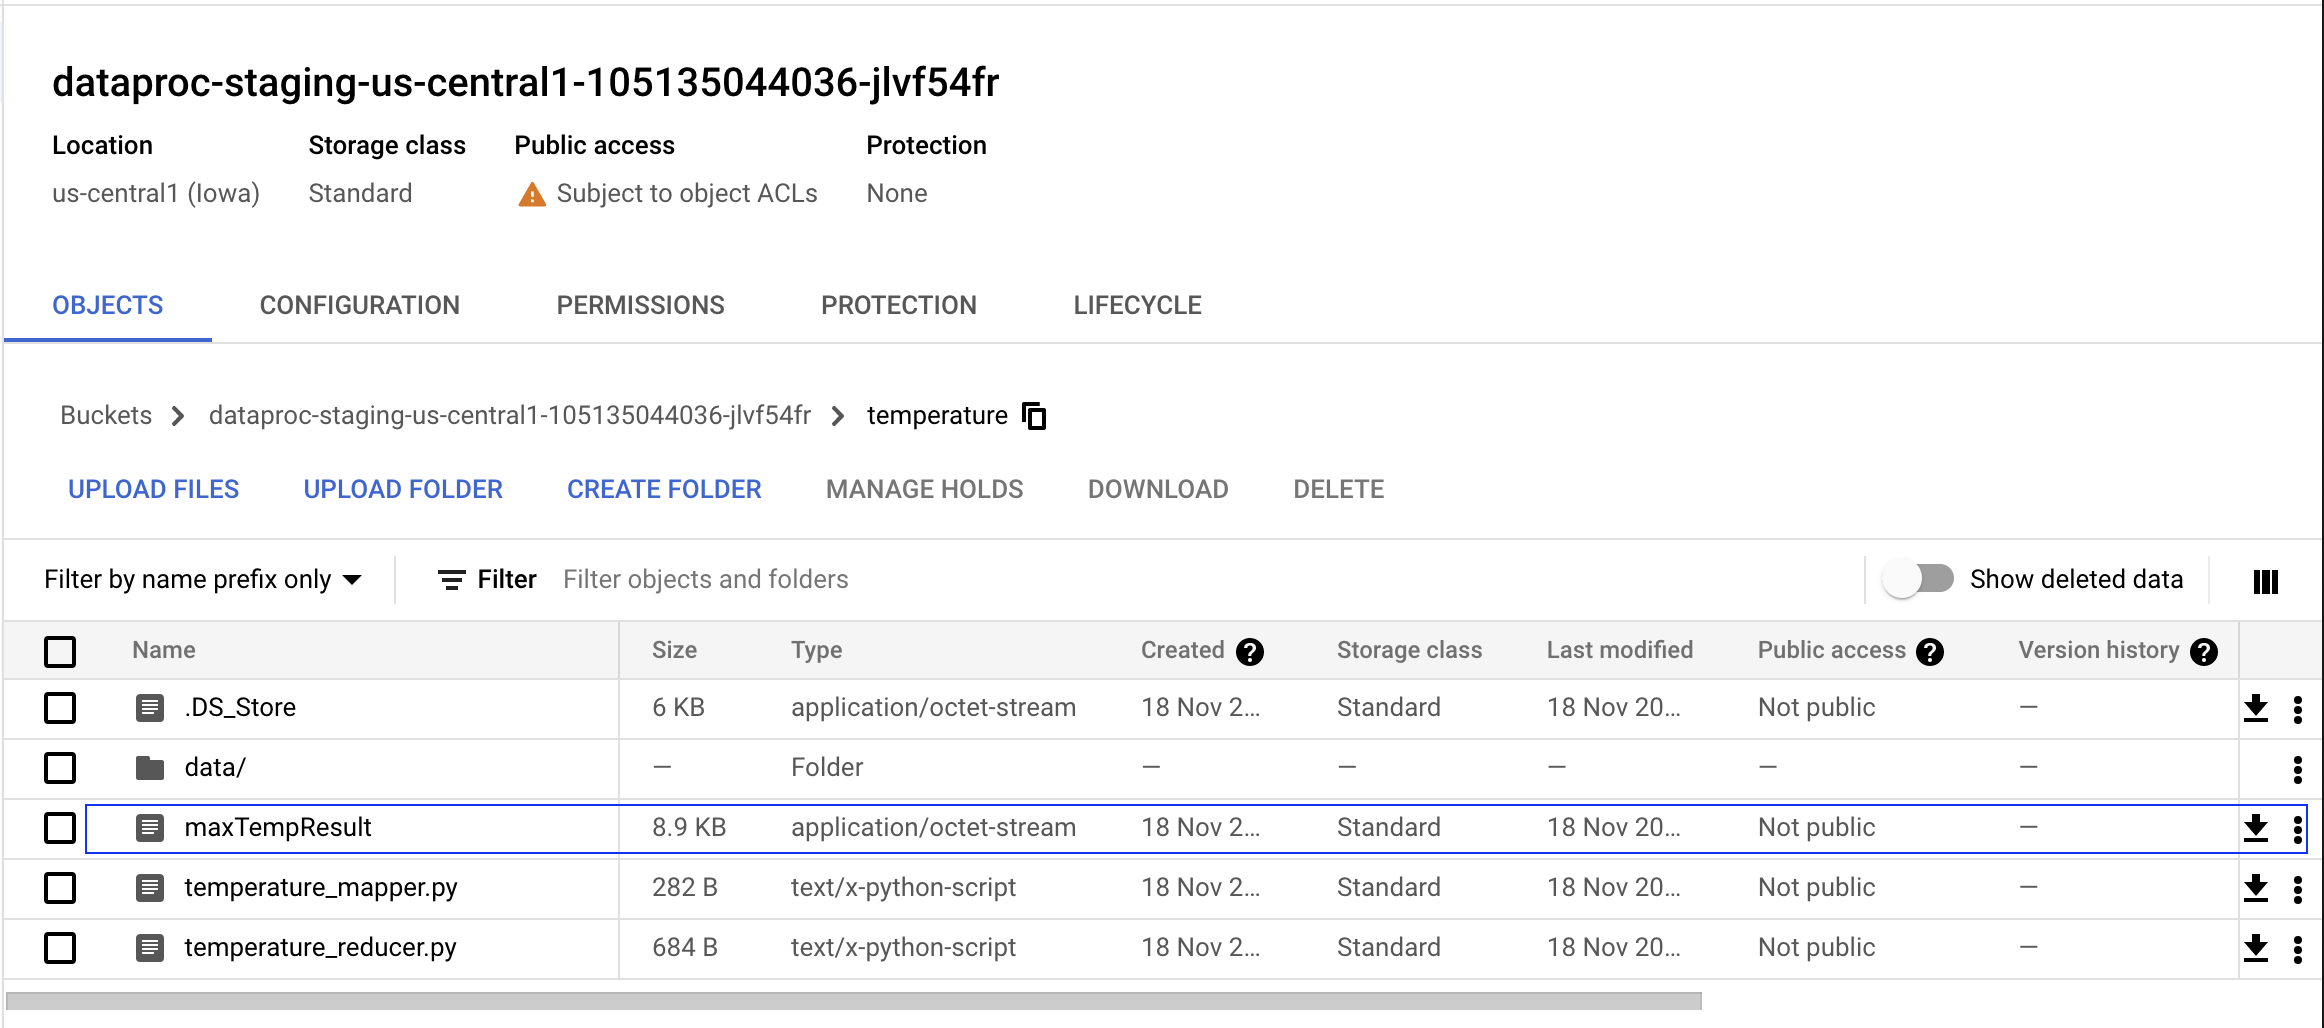 dataproc-staging-us-central1-105135044036-jlvf54fr
Location Storage class Public access Protection
us-central1 (Iowa) Standard Subject to object ACLs None
OBJECTS CONFIGURATION PERMISSIONS PROTECTION LIFECYCLE
Buckets dataproc-staging-us-central1-105135044036-jlvf54fr temperature
UPLOAD FILES UPLOAD FOLDER CREATE FOLDER MANAGE HOLDS DOWNLOAD DELETE
Filter by name prefix only Filter Filter objects and folders Show deleted data
Name Size Type Created ? Storage class Last modified Public access ? Version history ?
.DS_Store 6 KB application/octet-stream 18 Nov 2... Standard 18 Nov 20... Not public —
data/ — Folder — — — — —
maxTempResult 8.9 KB application/octet-stream 18 Nov 2... Standard 18 Nov 20... Not public —
temperature_mapper.py 282 B text/x-python-script 18 Nov 2... Standard 18 Nov 20... Not public —
temperature_reducer.py 684 B text/x-python-script 18 Nov 2... Standard 18 Nov 20... Not public —